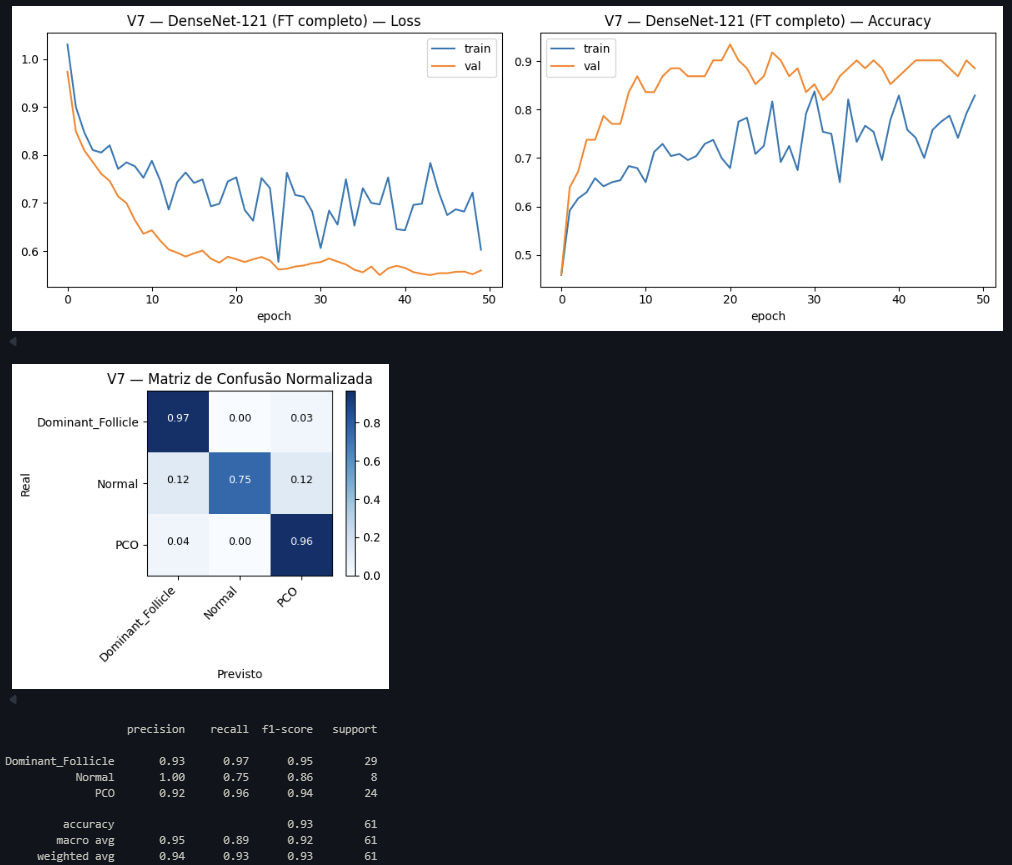 V7 — DenseNet-121 (FT completo) — Loss
train
val
1.0
0.9
0.8
0.7
0.6
0
10
20
30
40
50
epoch
V7 — DenseNet-121 (FT completo) — Accuracy
train
val
0.9
0.8
0.7
0.6
0.5
0
10
20
30
40
50
epoch
V7 — Matriz de Confusão Normalizada
Real
Dominant_Follicle
0.97 0.00 0.03
Normal
0.12 0.75 0.12
PCO
0.04 0.00 0.96
Dominant_Follicle
Normal
PCO
Previsto
0.8
0.6
0.4
0.2
0.0
precision recall f1-score support
Dominant_Follicle 0.93 0.97 0.95 29
Normal 1.00 0.75 0.86 8
PCO 0.92 0.96 0.94 24
accuracy 0.93 61
macro avg 0.95 0.89 0.92 61
weighted avg 0.94 0.93 0.93 61